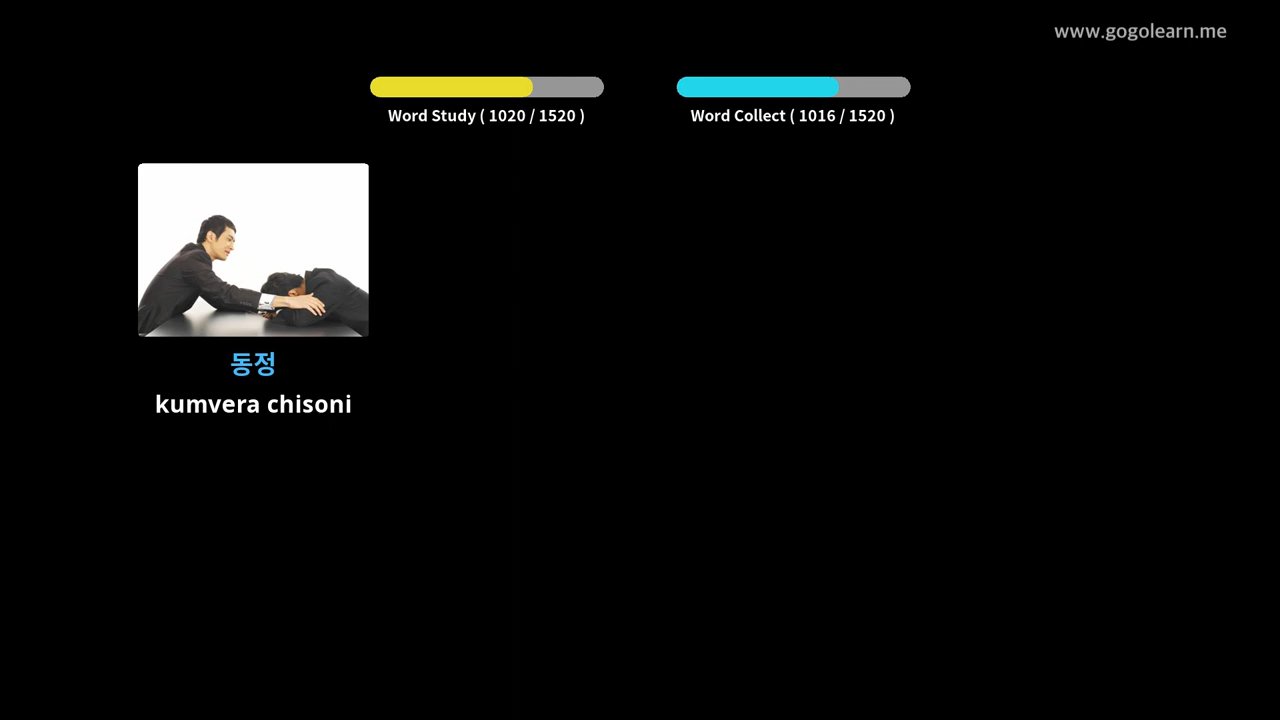 www.gogolearn.me
Word Study ( 1020 / 1520 )
Word Collect ( 1016 / 1520 )
동정
kumvera chisoni